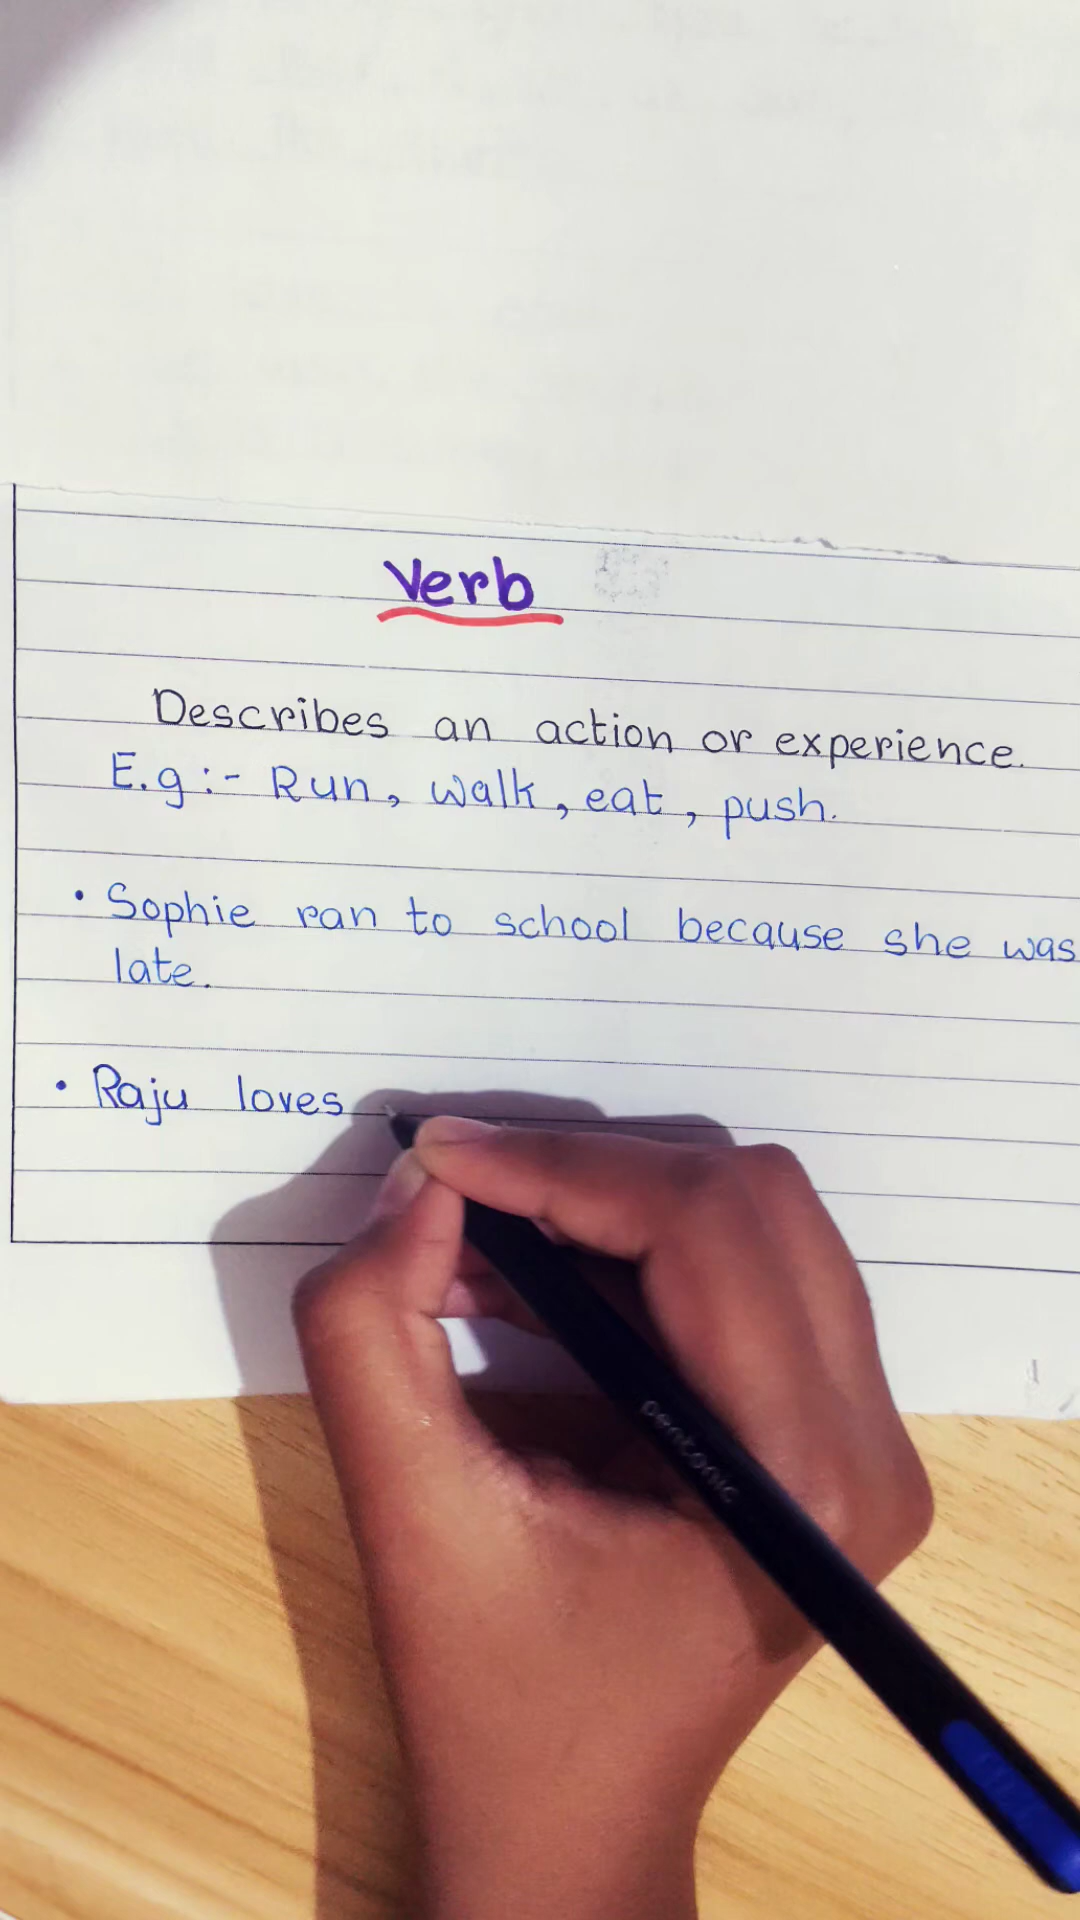 Verb
Describes an action or experience.
E.g:- Run, walk, eat, push.
• Sophie ran to school because she was
late.
• Raju loves
pentonic